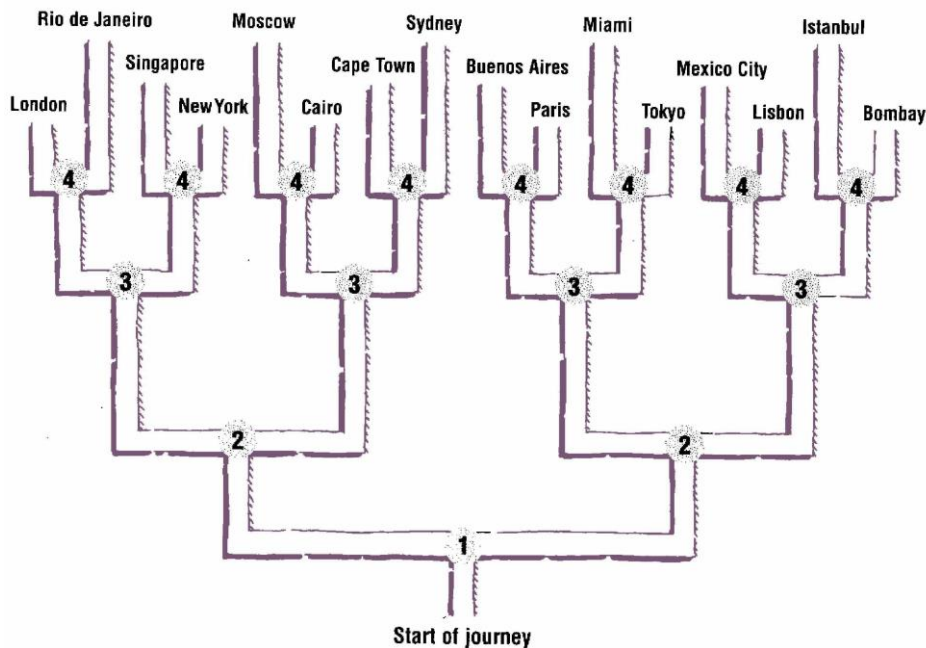 Rio de Janeiro
Moscow
Sydney
Miami
Istanbul
Singapore
Cape Town
Buenos Aires
Mexico City
London
New York
Cairo
Paris
Tokyo
Lisbon
Bombay
4 4 4 4 4 4 4 4
3 3 3 3
2 2
1
Start of journey